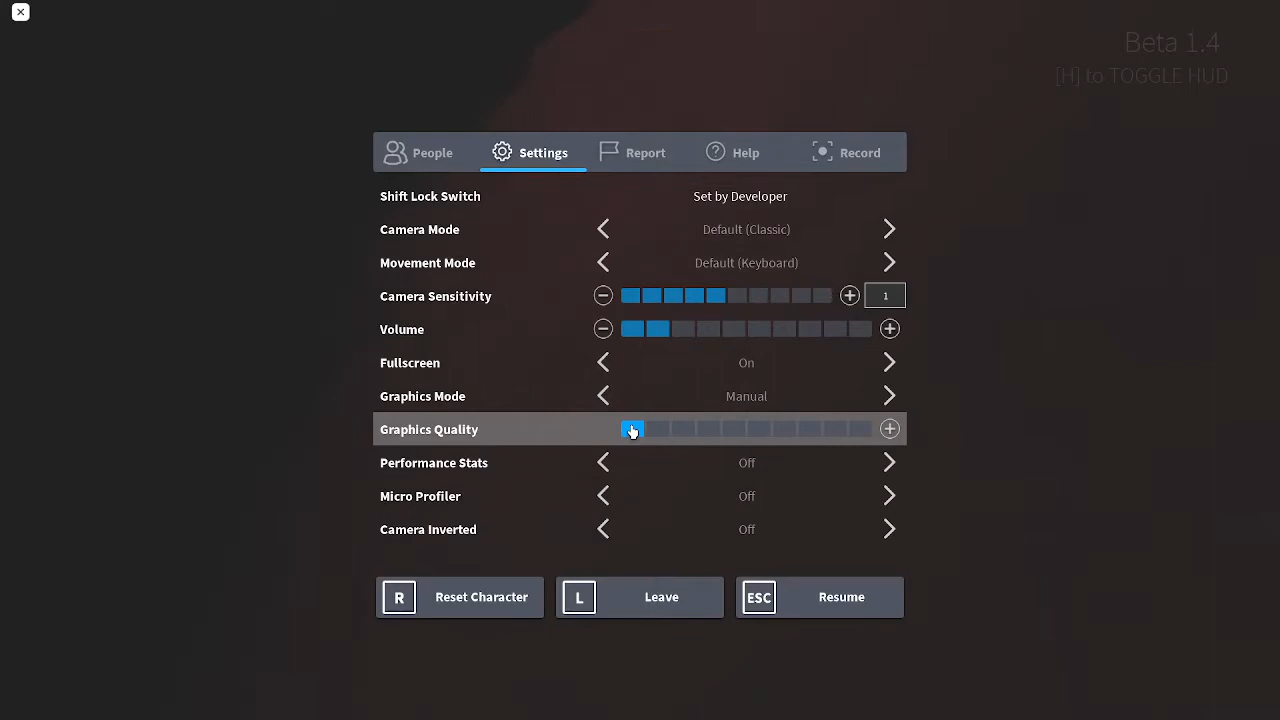 Beta 1.4
[H] to TOGGLE HUD
People Settings Report Help Record
Shift Lock Switch Set by Developer
Camera Mode Default (Classic)
Movement Mode Default (Keyboard)
Camera Sensitivity 1
Volume
Fullscreen On
Graphics Mode Manual
Graphics Quality
Performance Stats Off
Micro Profiler Off
Camera Inverted Off
R Reset Character L Leave ESC Resume